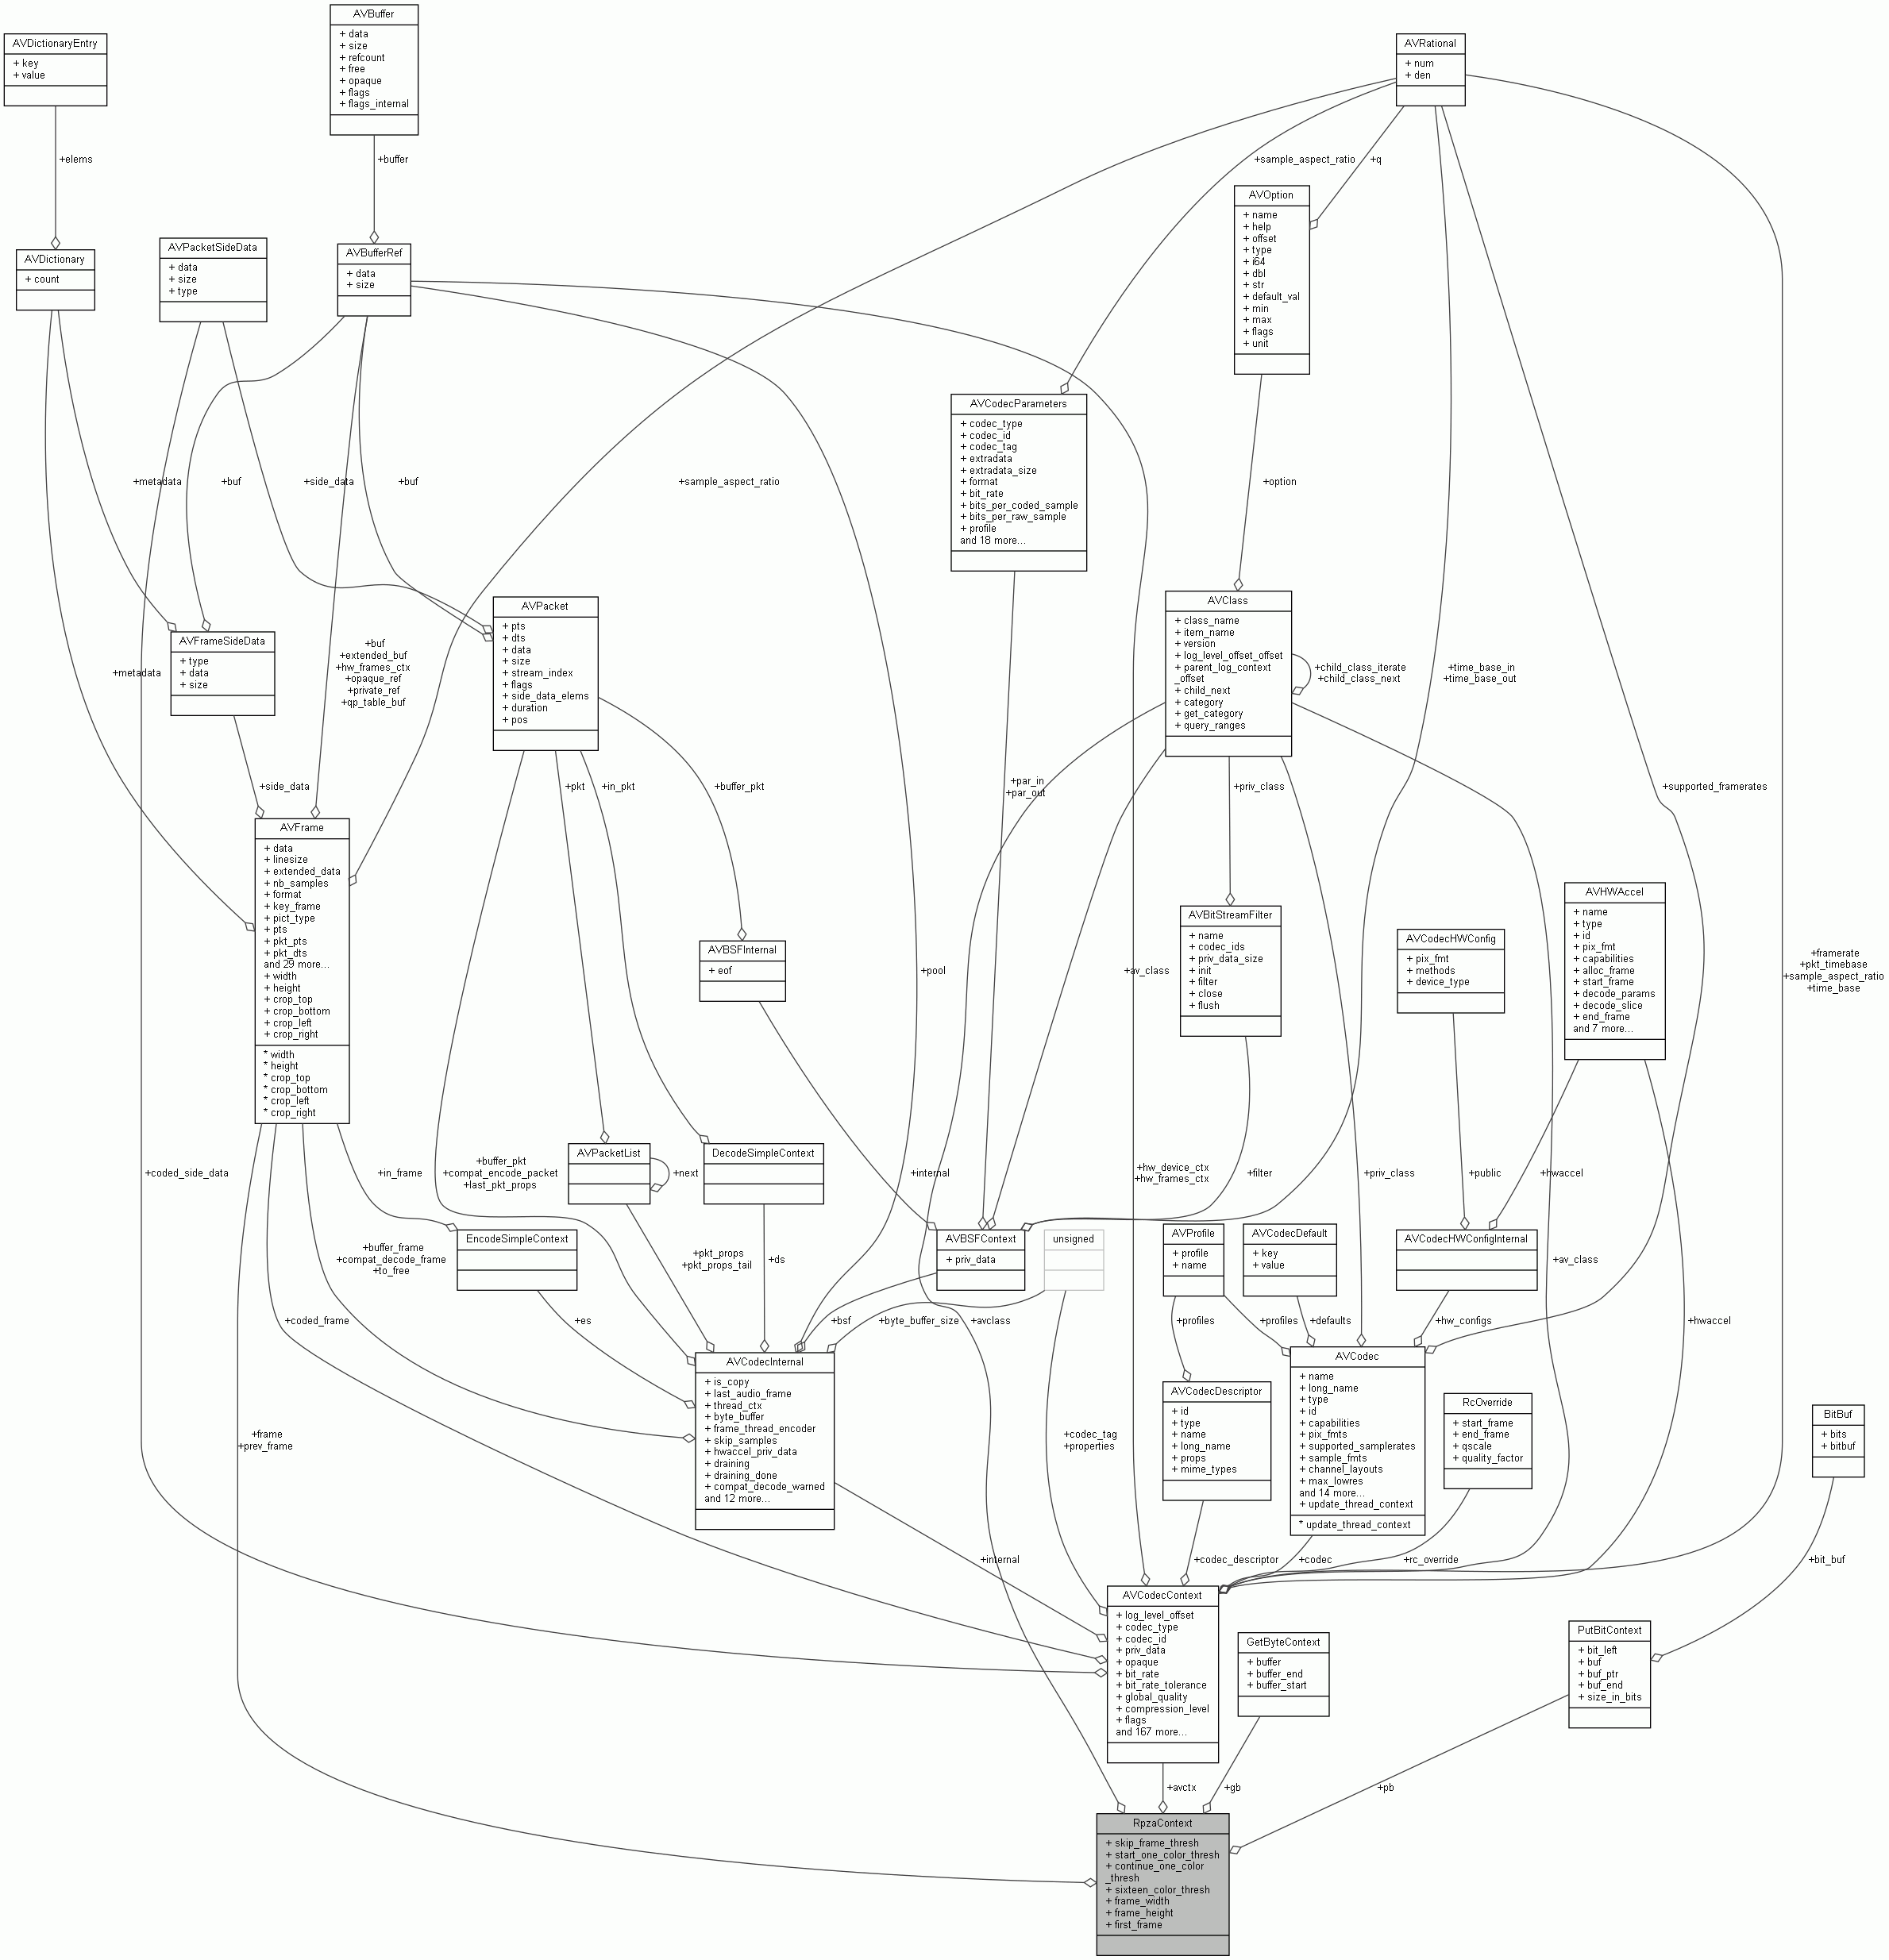 AVBuffer
+ data
+ size
+ refcount
+ free
+ opaque
+ flags
+ flags_internal
AVDictionaryEntry
+ key
+ value
AVRational
+ num
+ den
+elems
+buffer
+sample_aspect_ratio
+q
AVOption
+ name
+ help
+ offset
+ type
+ i64
+ dbl
+ str
+ default_val
+ min
+ max
+ flags
+ unit
AVDictionary
+ count
AVPacketSideData
+ data
+ size
+ type
AVBufferRef
+ data
+ size
AVCodecParameters
+ codec_type
+ codec_id
+ codec_tag
+ extradata
+ extradata_size
+ format
+ bit_rate
+ bits_per_coded_sample
+ bits_per_raw_sample
+ profile
and 18 more...
+metadata
+buf
+side_data
+buf
+sample_aspect_ratio
+option
AVPacket
+ pts
+ dts
+ data
+ size
+ stream_index
+ flags
+ side_data_elems
+ duration
+ pos
AVClass
+ class_name
+ item_name
+ version
+ log_level_offset_offset
+ parent_log_context
_offset
+ child_next
+ category
+ get_category
+ query_ranges
+child_class_iterate
+child_class_next
+time_base_in
+time_base_out
+metadata
AVFrameSideData
+ type
+ data
+ size
+buf
+extended_buf
+hw_frames_ctx
+opaque_ref
+private_ref
+qp_table_buf
+side_data
+pkt
+in_pkt
+buffer_pkt
+par_in
+par_out
+priv_class
+supported_framerates
AVFrame
+ data
+ linesize
+ extended_data
+ nb_samples
+ format
+ key_frame
+ pict_type
+ pts
+ pkt_pts
+ pkt_dts
and 29 more...
+ width
+ height
+ crop_top
+ crop_bottom
+ crop_left
+ crop_right
* width
* height
* crop_top
* crop_bottom
* crop_left
* crop_right
AVBSFInternal
+ eof
+pool
+av_class
AVBitStreamFilter
+ name
+ codec_ids
+ priv_data_size
+ init
+ filter
+ close
+ flush
AVCodecHWConfig
+ pix_fmt
+ methods
+ device_type
AVHWAccel
+ name
+ type
+ id
+ pix_fmt
+ capabilities
+ alloc_frame
+ start_frame
+ decode_params
+ decode_slice
+ end_frame
and 7 more...
+framerate
+pkt_timebase
+sample_aspect_ratio
+time_base
+coded_side_data
+in_frame
+buffer_pkt
+compat_encode_packet
+last_pkt_props
AVPacketList
+next
DecodeSimpleContext
+internal
+hw_device_ctx
+hw_frames_ctx
+filter
+priv_class
+public
+hwaccel
+buffer_frame
+compat_decode_frame
+to_free
EncodeSimpleContext
+pkt_props
+pkt_props_tail
+ds
AVBSFContext
+ priv_data
unsigned
AVProfile
+ profile
+ name
AVCodecDefault
+ key
+ value
AVCodecHWConfigInternal
+av_class
+coded_frame
+es
+bsf
+byte_buffer_size
+avclass
+profiles
+profiles
+defaults
+hw_configs
+hwaccel
AVCodecInternal
+ is_copy
+ last_audio_frame
+ thread_ctx
+ byte_buffer
+ frame_thread_encoder
+ skip_samples
+ hwaccel_priv_data
+ draining
+ draining_done
+ compat_decode_warned
and 12 more...
AVCodec
+ name
+ long_name
+ type
+ id
+ capabilities
+ pix_fmts
+ supported_samplerates
+ sample_fmts
+ channel_layouts
+ max_lowres
and 14 more...
+ update_thread_context
* update_thread_context
AVCodecDescriptor
+ id
+ type
+ name
+ long_name
+ props
+ mime_types
RcOverride
+ start_frame
+ end_frame
+ qscale
+ quality_factor
BitBuf
+ bits
+ bitbuf
+frame
+prev_frame
+codec_tag
+properties
+internal
+codec_descriptor
+codec
+rc_override
+bit_buf
AVCodecContext
+ log_level_offset
+ codec_type
+ codec_id
+ priv_data
+ opaque
+ bit_rate
+ bit_rate_tolerance
+ global_quality
+ compression_level
+ flags
and 167 more...
GetByteContext
+ buffer
+ buffer_end
+ buffer_start
PutBitContext
+ bit_left
+ buf
+ buf_ptr
+ buf_end
+ size_in_bits
+avctx
+gb
+pb
RpzaContext
+ skip_frame_thresh
+ start_one_color_thresh
+ continue_one_color
_thresh
+ sixteen_color_thresh
+ frame_width
+ frame_height
+ first_frame